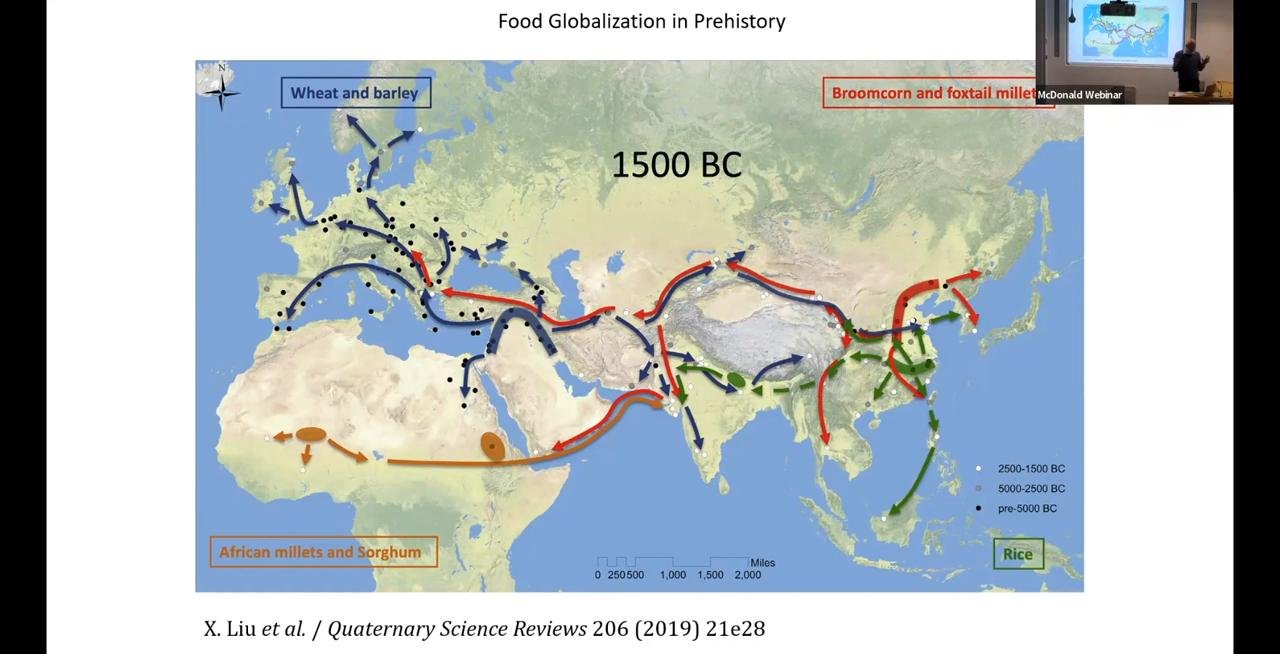 Food Globalization in Prehistory
N
Wheat and barley
Broomcorn and foxtail millet
McDonald Webinar
1500 BC
2500-1500 BC
5000-2500 BC
pre-5000 BC
African millets and Sorghum
Rice
Miles
0 250500 1,000 1,500 2,000
X. Liu et al. / Quaternary Science Reviews 206 (2019) 21e28